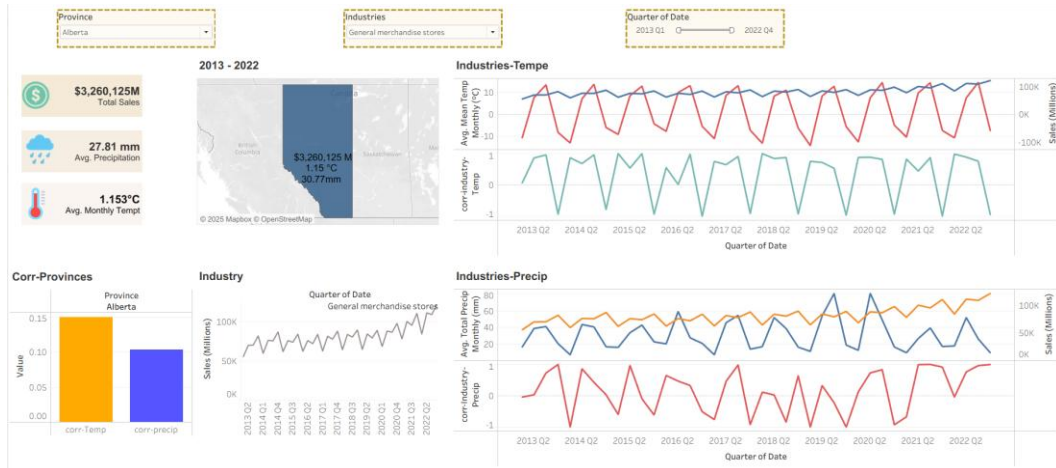 Province
Alberta
Industries
General merchandise stores
Quarter of Date
2013 Q1
2022 Q4
$3,260,125M
Total Sales
27.81 mm
Avg. Precipitation
1.153°C
Avg. Monthly Tempt
2013 - 2022
Canada
British
Columbia
Saskatchewan
$3,260,125 M
1.15 °C
30.77mm
© 2025 Mapbox © OpenStreetMap
Industries-Tempe
Avg. Mean Temp
Monthly (°C)
10
0
10
100K
0K
-100K
Sales (Millions)
corr-industry-
Temp
1
-1
2013 Q2
2014 Q2
2015 Q2
2016 Q2
2017 Q2
2018 Q2
2019 Q2
2020 Q2
2021 Q2
2022 Q2
Quarter of Date
Corr-Provinces
Province
Alberta
Value
0.15
0.10
0.05
0.00
corr-Temp
corr-precip
Industry
Quarter of Date
General merchandise stores
Sales (Millions)
100K
50K
0K
2013 Q2
2014 Q1
2014 Q4
2015 Q3
2016 Q2
2017 Q1
2017 Q4
2018 Q3
2019 Q2
2020 Q1
2020 Q4
2021 Q3
2022 Q2
Industries-Precip
Avg. Total Precip
Monthly (mm)
80
60
40
20
100K
50K
0K
Sales (Millions)
corr-industry-
Precip
1
0
-1
2013 Q2
2014 Q2
2015 Q2
2016 Q2
2017 Q2
2018 Q2
2019 Q2
2020 Q2
2021 Q2
2022 Q2
Quarter of Date